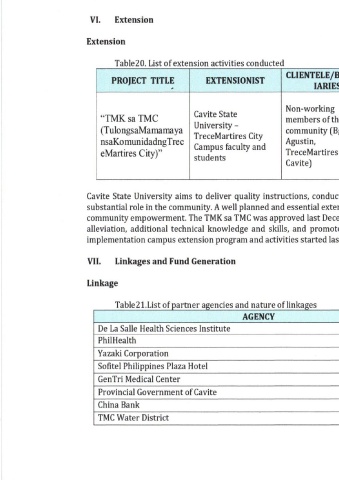 VI. Extension
Extension
Table20. List of extension activities conducted
PROJECT TITLE EXTENSIONIST CLIENTELE/B
IARIES
"TMK sa TMC
(TulongsaMamamaya
nsaKomunidadngTrec
eMartires City)"
Cavite State
University –
TreceMartires City
Campus faculty and
students
Non-working
members of th
community (B
Agustin,
TreceMartires
Cavite)
Cavite State University aims to deliver quality instructions, conduc
substantial role in the community. A well planned and essential exter
community empowerment. The TMK sa TMC was approved last Dece
alleviation, additional technical knowledge and skills, and promot
implementation campus extension program and activities started las
VII. Linkages and Fund Generation
Linkage
Table21.List of partner agencies and nature of linkages
AGENCY
De La Salle Health Sciences Institute
PhilHealth
Yazaki Corporation
Sofitel Philippines Plaza Hotel
GenTri Medical Center
Provincial Government of Cavite
China Bank
TMC Water District